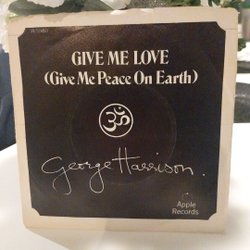 GIVE ME LOVE
(Give Me Peace On Earth)
ॐ
George Harrison.
Apple
Records